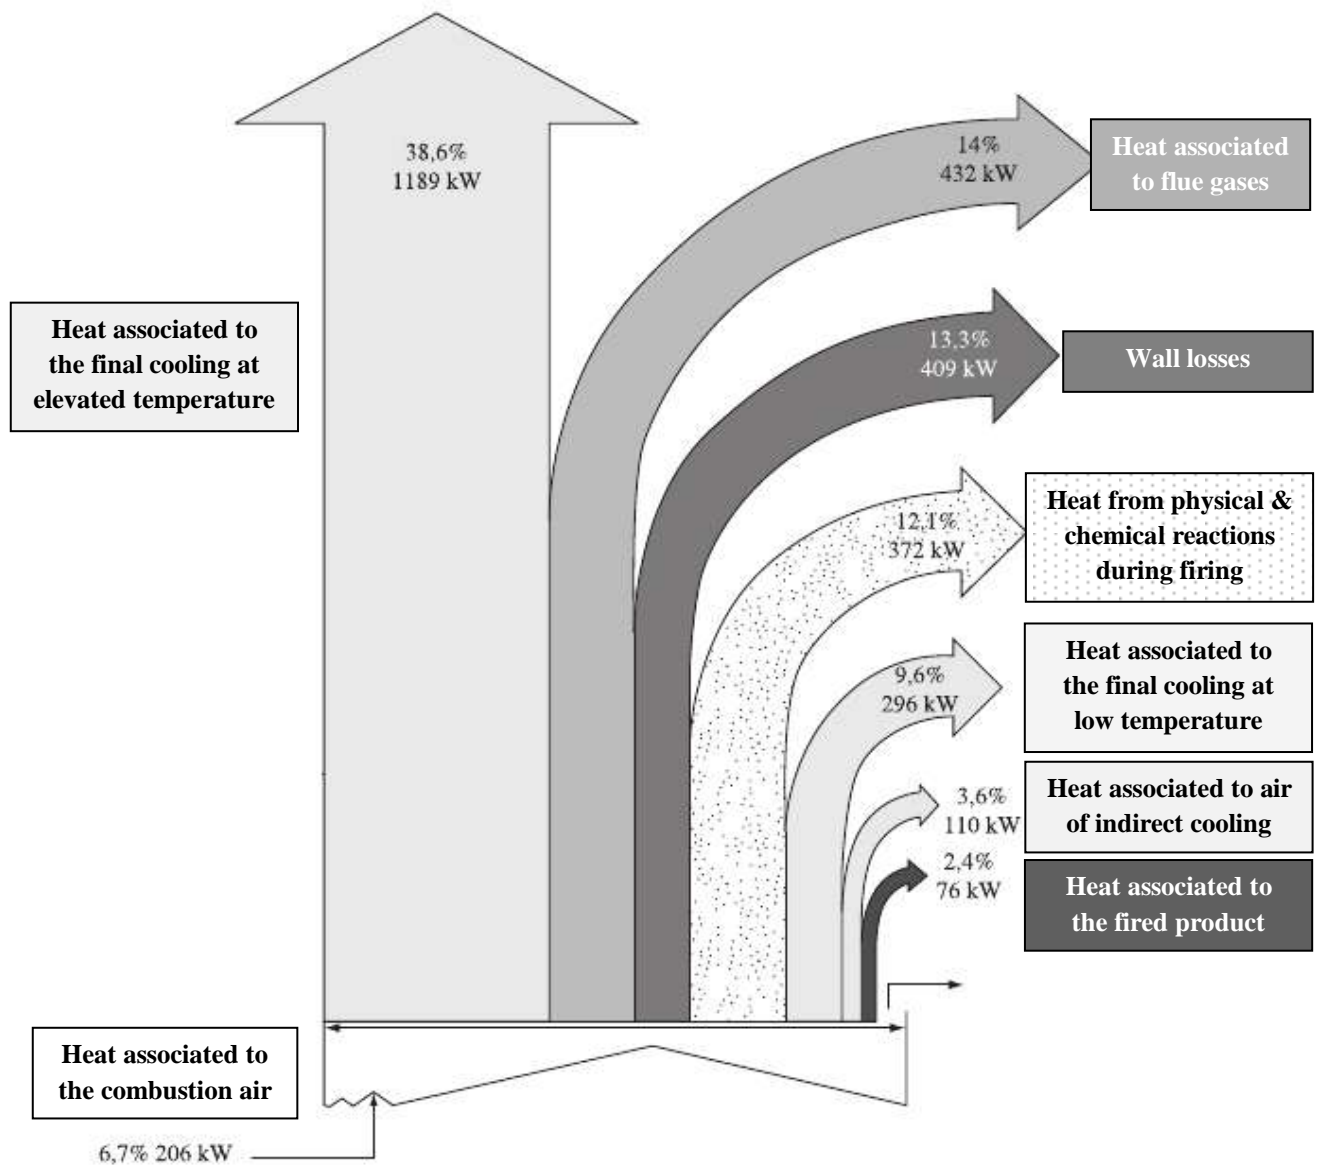 38,6%
1189 kW
14%
432 kW
Heat associated
to flue gases
Heat associated to
the final cooling at
elevated temperature
13,3%
409 kW
Wall losses
12,1%
372 kW
Heat from physical &
chemical reactions
during firing
9,6%
296 kW
Heat associated to
the final cooling at
low temperature
3,6%
110 kW
Heat associated to air
of indirect cooling
2,4%
76 kW
Heat associated to
the fired product
Heat associated to
the combustion air
6,7% 206 kW